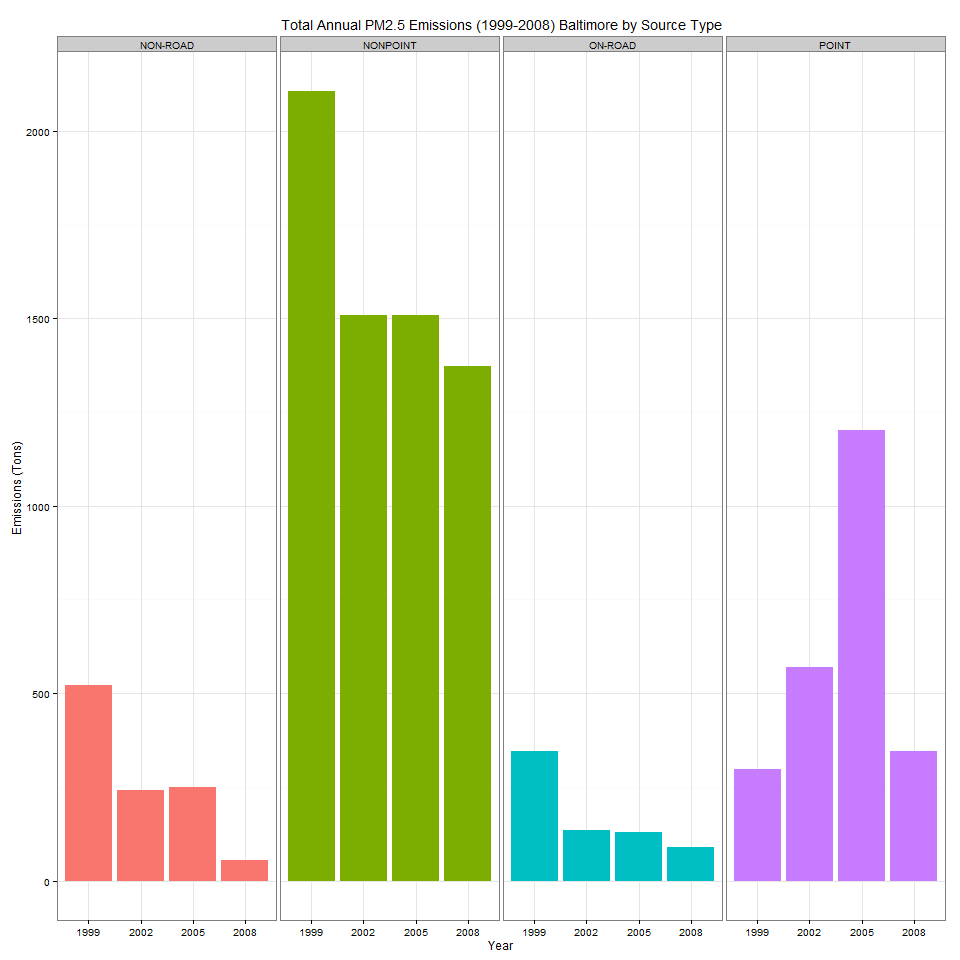 Total Annual PM2.5 Emissions (1999-2008) Baltimore by Source Type
NON-ROAD NONPOINT ON-ROAD POINT
2000
1500
1000
500
0
Emissions (Tons)
1999 2002 2005 2008 1999 2002 2005 2008 1999 2002 2005 2008 1999 2002 2005 2008
Year